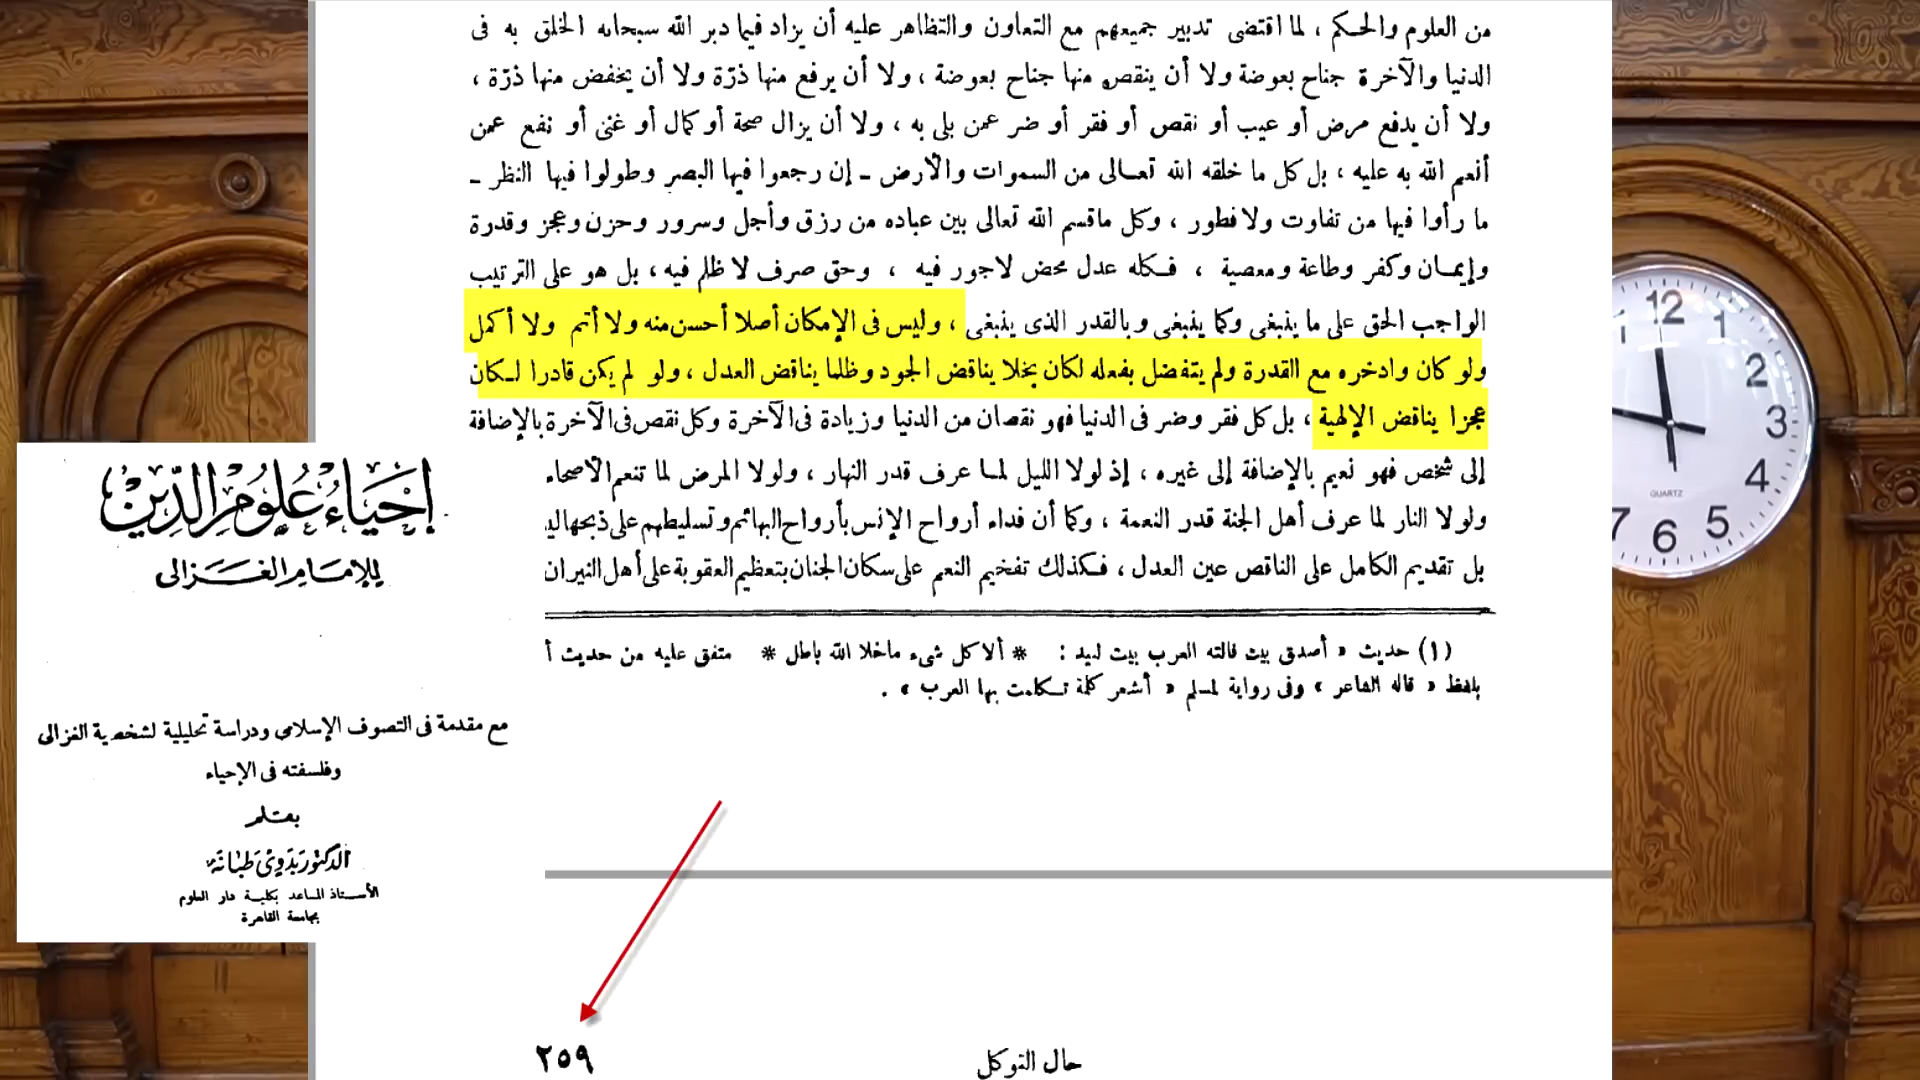 من العلوم والحكم ، لما اقتضى تدبير جميعهم مع التعاون والتظاهر عليه أن يزاد فيما دبر الله سبحانه الخلق به فى
الدنيا والآخرة جناح بعوضة ولا أن ينقص منها جناح بعوضة ، ولا أن يرفع منها ذرّة ولا أن يخفض منها ذرّة ،
ولا أن يدفع مرض أو عيب أو نقص أو فقر أو ضر عمن بلى به ، ولا أن يزال صحة أو كمال أو غنى أو نفع عمن
أنعم الله به عليه ، بل كل ما خلقه الله تعالى من السموات والأرض ـ إن رجعوا فيها البصر وطولوا فيها النظر ـ
ما رأوا فيها من تفاوت ولا فطور ، وكل ما قسم الله تعالى بين عباده من رزق وأجل وسرور وحزن وعجز وقدرة
وإيمان وكفر وطاعة ومعصية ، فكله عدل محض لا جور فيه ، وحق صرف لا ظلم فيه ، بل هو على الترتيب
الواجب الحق على ما ينبغى وكما ينبغى وبالقدر الذى ينبغى ، وليس فى الإمكان أصلا أحسن منه ولا أتم ولا أكمل
ولو كان وادخره مع القدرة ولم يتفضل بفعله لكان بخلا يناقض الجود وظلما يناقض العدل ، ولو لم يكن قادرا لكان
عجزا يناقض الإلهية ، بل كل فقر وضر فى الدنيا فهو نقصان من الدنيا وزيادة فى الآخرة وكل نقص فى الآخرة بالإضافة
إلى شخص فهو نعيم بالإضافة إلى غيره ، إذ لولا الليل لما عرف قدر النهار ، ولولا المرض لما تنعم الأصحاء
ولولا النار لما عرف أهل الجنة قدر النعمة ، وكما أن فداء أرواح الإنس بأرواح البهائم وتسليطهم على ذبحها
بل تقديم الكامل على الناقص عين العدل ، فكذلك تفخيم النعم على سكان الجنان بتعظيم العقوبة على أهل النيران
(١) حديث « أصدق بيت قالته العرب بيت لبيد : * ألا كل شىء ما خلا الله باطل * متفق عليه من حديث
بلفظ « قاله الشاعر » وفى رواية لمسلم « أشعر كلمة تكلمت بها العرب » .
حال التوكل
٢٥٩
إحياء علوم الدين
للإمام الغزالى
مع مقدمة فى التصوف الإسلامى ودراسة تحليلية لشخصية الغزالى
وفلسفته فى الإحياء
بقلم
الدكتور بدوى طبانة
الأستاذ المساعد بكلية دار العلوم
بجامعة القاهرة
12
1
1
2
3
4
5
6
7
QUARTZ